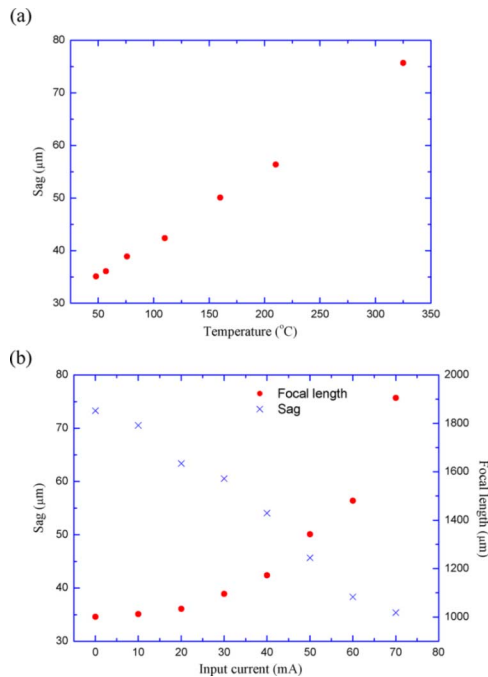 (a)
80
70
60
50
40
30
Sag (μm)
50 100 150 200 250 300 350
Temperature (°C)
(b)
80
70
60
50
40
30
Sag (μm)
Focal length
Sag
2000
1800
1600
1400
1200
1000
Focal length (μm)
0 10 20 30 40 50 60 70 80
Input current (mA)